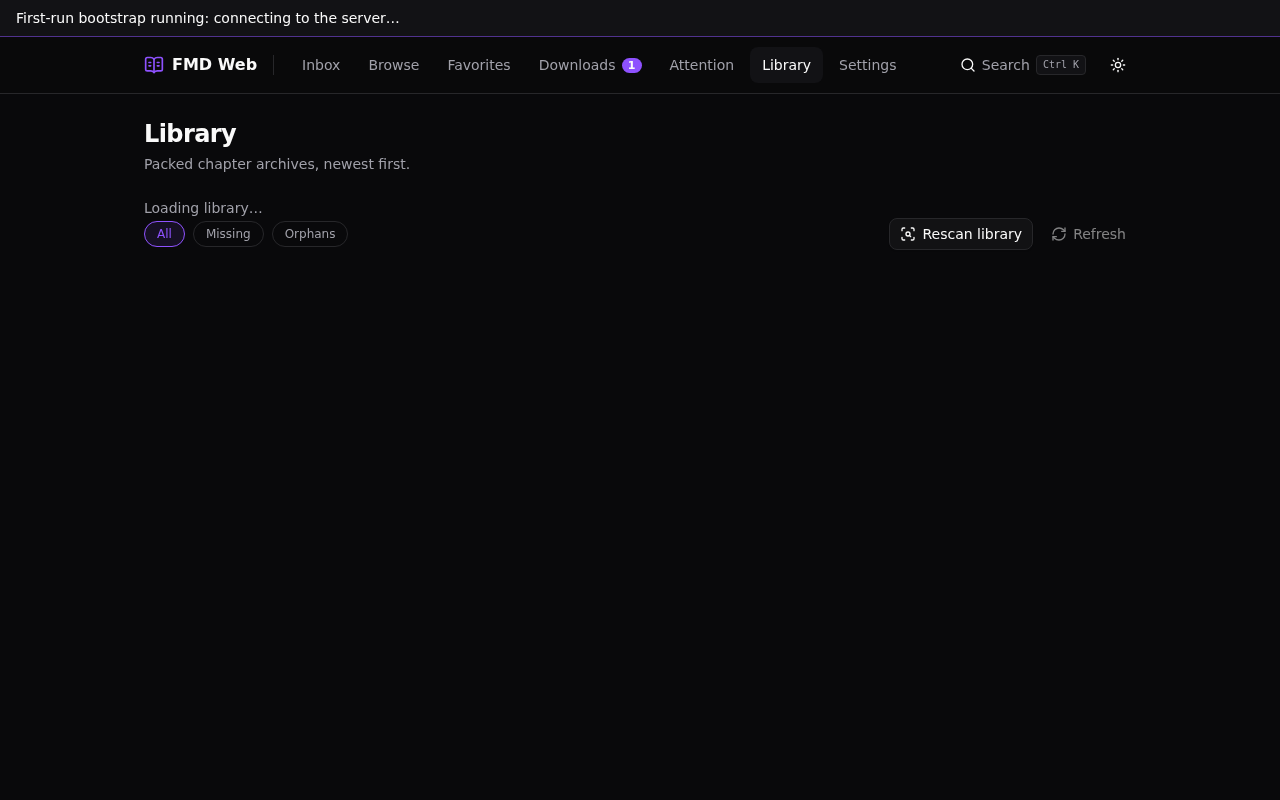 First-run bootstrap running: connecting to the server…
FMD Web Inbox Browse Favorites Downloads 1 Attention Library Settings Search Ctrl K
Library
Packed chapter archives, newest first.
Loading library…
All Missing Orphans Rescan library Refresh